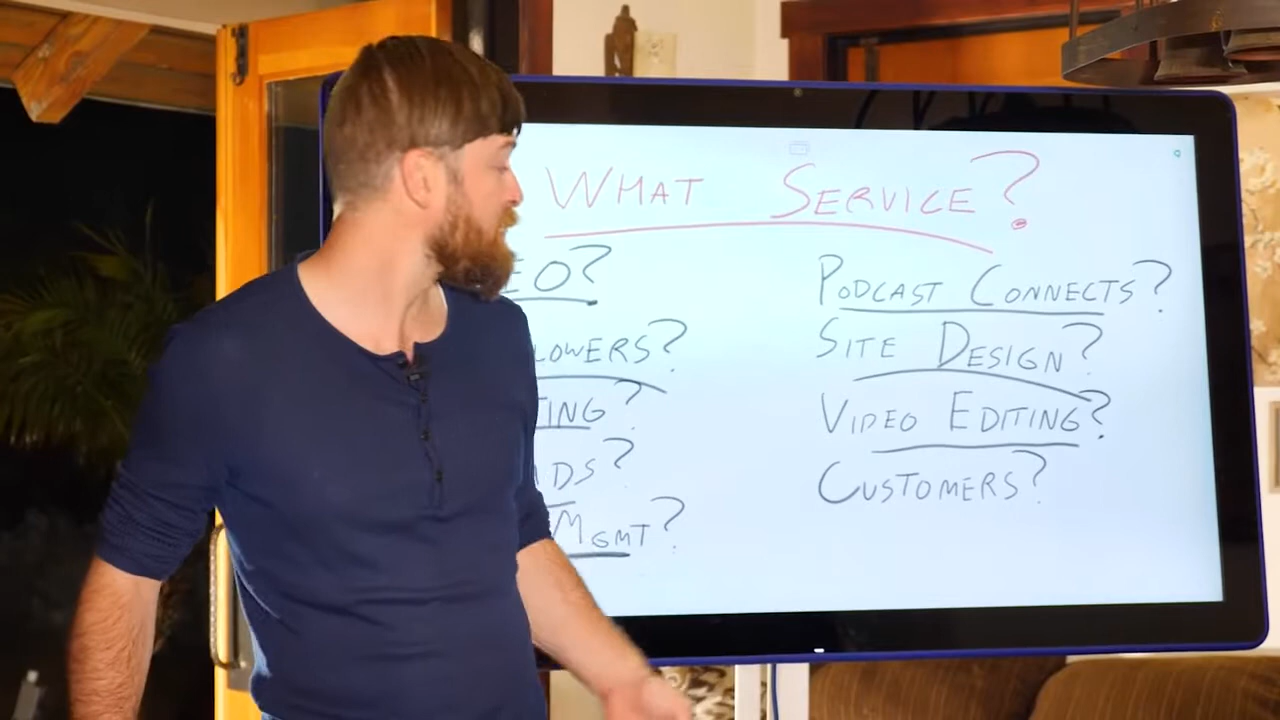 WHAT SERVICE?
EO?
LOWERS?
TING?
ADS?
MGMT?
PODCAST CONNECTS?
SITE DESIGN?
VIDEO EDITING?
CUSTOMERS?